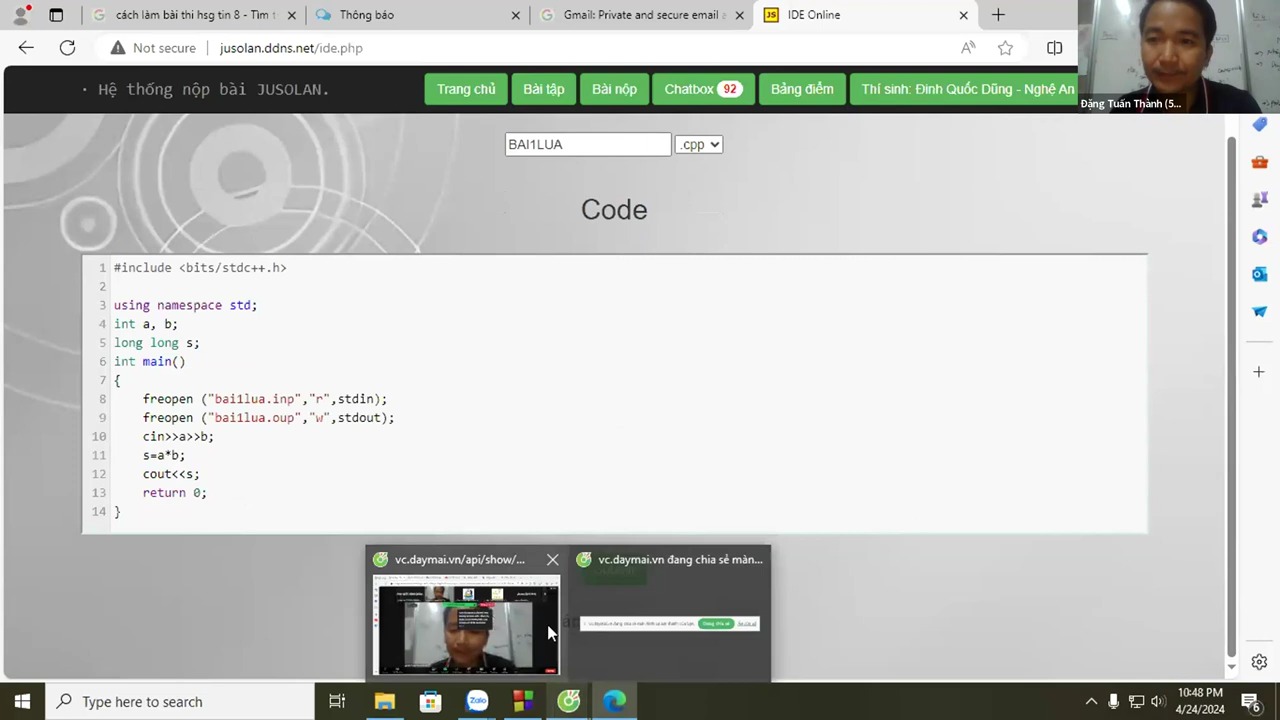 cách làm bài thi hsg tin 8 - Tìm t
Thông báo
Gmail: Private and secure email a
JS
IDE Online
Not secure
jusolan.ddns.net/ide.php
· Hệ thống nộp bài JUSOLAN.
Trang chủ
Bài tập
Bài nộp
Chatbox 92
Bảng điểm
Thí sinh: Đinh Quốc Dũng - Nghệ An
Đặng Tuấn Thành (5...
BAI1LUA
.cpp
Code
1 #include <bits/stdc++.h>
2
3 using namespace std;
4 int a, b;
5 long long s;
6 int main()
7 {
8 freopen ("bai1lua.inp","r",stdin);
9 freopen ("bai1lua.oup","w",stdout);
10 cin>>a>>b;
11 s=a*b;
12 cout<<s;
13 return 0;
14 }
vc.daymai.vn/api/show/...
vc.daymai.vn đang chia sẻ màn...
Type here to search
Zalo
10:48 PM
4/24/2024
6